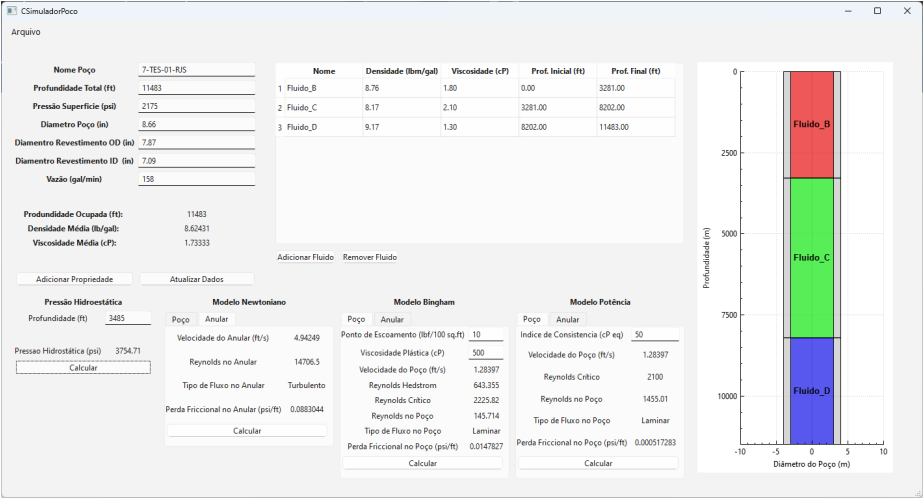 CSimuladorPoco
Arquivo
Nome Poço 7-TES-01-RJS
Profundidade Total (ft) 11483
Pressão Superficie (psi) 2175
Diametro Poço (in) 8.66
Diamentro Revestimento OD (in) 7.87
Diamentro Revestimento ID (in) 7.09
Vazão (gal/min) 158
Produndidade Ocupada (ft): 11483
Densidade Média (lb/gal): 8.62431
Viscosidade Média (cP): 1.73333
Adicionar Propriedade Atualizar Dados
Nome Densidade (lbm/gal) Viscosidade (cP) Prof. Inicial (ft) Prof. Final (ft)
1 Fluido_B 8.76 1.80 0.00 3281.00
2 Fluido_C 8.17 2.10 3281.00 8202.00
3 Fluido_D 9.17 1.30 8202.00 11483.00
Adicionar Fluido Remover Fluido
Pressão Hidroestática
Profundidade (ft) 3485
Pressao Hidrostática (psi) 3754.71
Calcular
Modelo Newtoniano
Poço Anular
Velocidade do Anular (ft/s) 4.94249
Reynolds no Anular 14706.5
Tipo de Fluxo no Anular Turbulento
Perda Friccional no Anular (psi/ft) 0.0883044
Calcular
Modelo Bingham
Poço Anular
Ponto de Escoamento (lbf/100 sq.ft) 10
Viscosidade Plástica (cP) 500
Velocidade do Poço (ft/s) 1.28397
Reynolds Hedstrom 643.355
Reynolds Crítico 2225.82
Reynolds no Poço 145.714
Tipo de Fluxo no Poço Laminar
Perda Friccional no Poço (psi/ft) 0.0147827
Calcular
Modelo Potência
Poço Anular
Indice de Consistencia (cP eq) 50
Velocidade do Poço (ft/s) 1.28397
Reynolds Crítico 2100
Reynolds no Poço 1455.01
Tipo de Fluxo no Poço Laminar
Perda Friccional no Poço (psi/ft) 0.000517283
Calcular
Profundidade (m)
0
2500
5000
7500
10000
Fluido_B
Fluido_C
Fluido_D
-10 -5 0 5 10
Diâmetro do Poço (m)